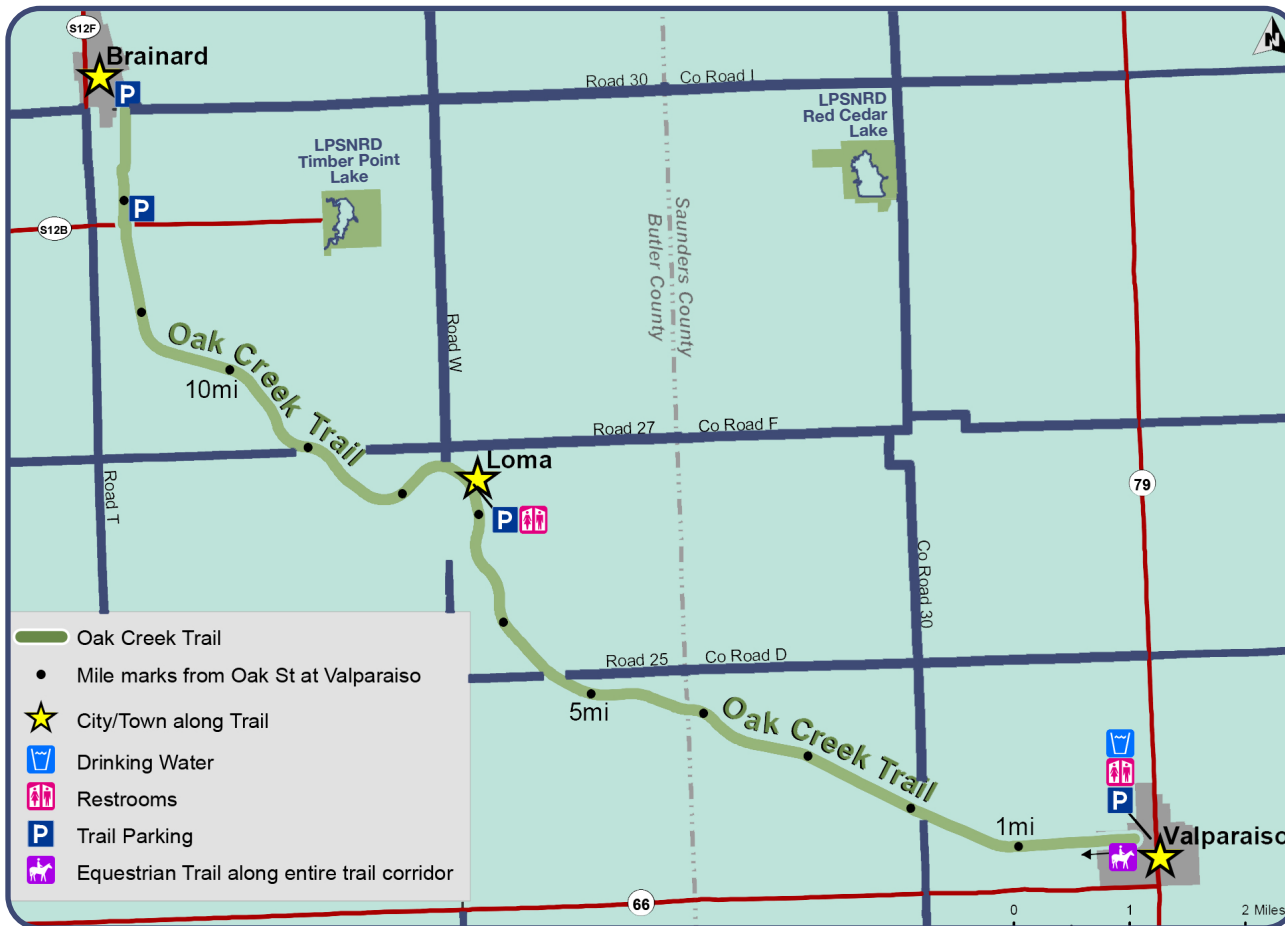 S12F
Brainard
P
N
Road 30 Co Road I
LPSNRD
Red Cedar
Lake
LPSNRD
Timber Point
Lake
P
S12B
Saunders County
Butler County
Road W
Oak Creek Trail
10mi
Road 27 Co Road F
Loma
P
Road T
79
Co Road 30
Road 25 Co Road D
5mi
Oak Creek Trail
1mi
P
Valparaiso
66
0 1 2 Miles
Oak Creek Trail
Mile marks from Oak St at Valparaiso
City/Town along Trail
Drinking Water
Restrooms
P Trail Parking
Equestrian Trail along entire trail corridor